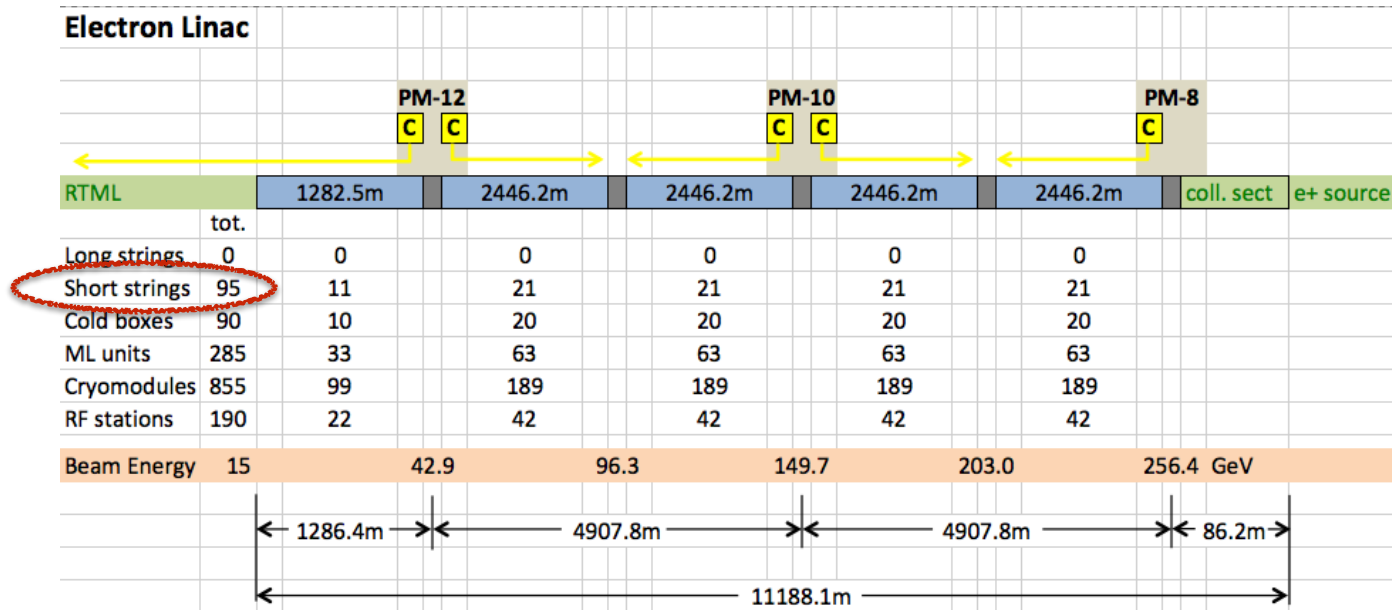 Electron Linac
PM-12 PM-10 PM-8
C C C C C
RTML 1282.5m 2446.2m 2446.2m 2446.2m 2446.2m coll. sect e+ source
tot.
Long strings 0 0 0 0 0 0
Short strings 95 11 21 21 21 21
Cold boxes 90 10 20 20 20 20
ML units 285 33 63 63 63 63
Cryomodules 855 99 189 189 189 189
RF stations 190 22 42 42 42 42
Beam Energy 15 42.9 96.3 149.7 203.0 256.4 GeV
1286.4m 4907.8m 4907.8m 86.2m
11188.1m